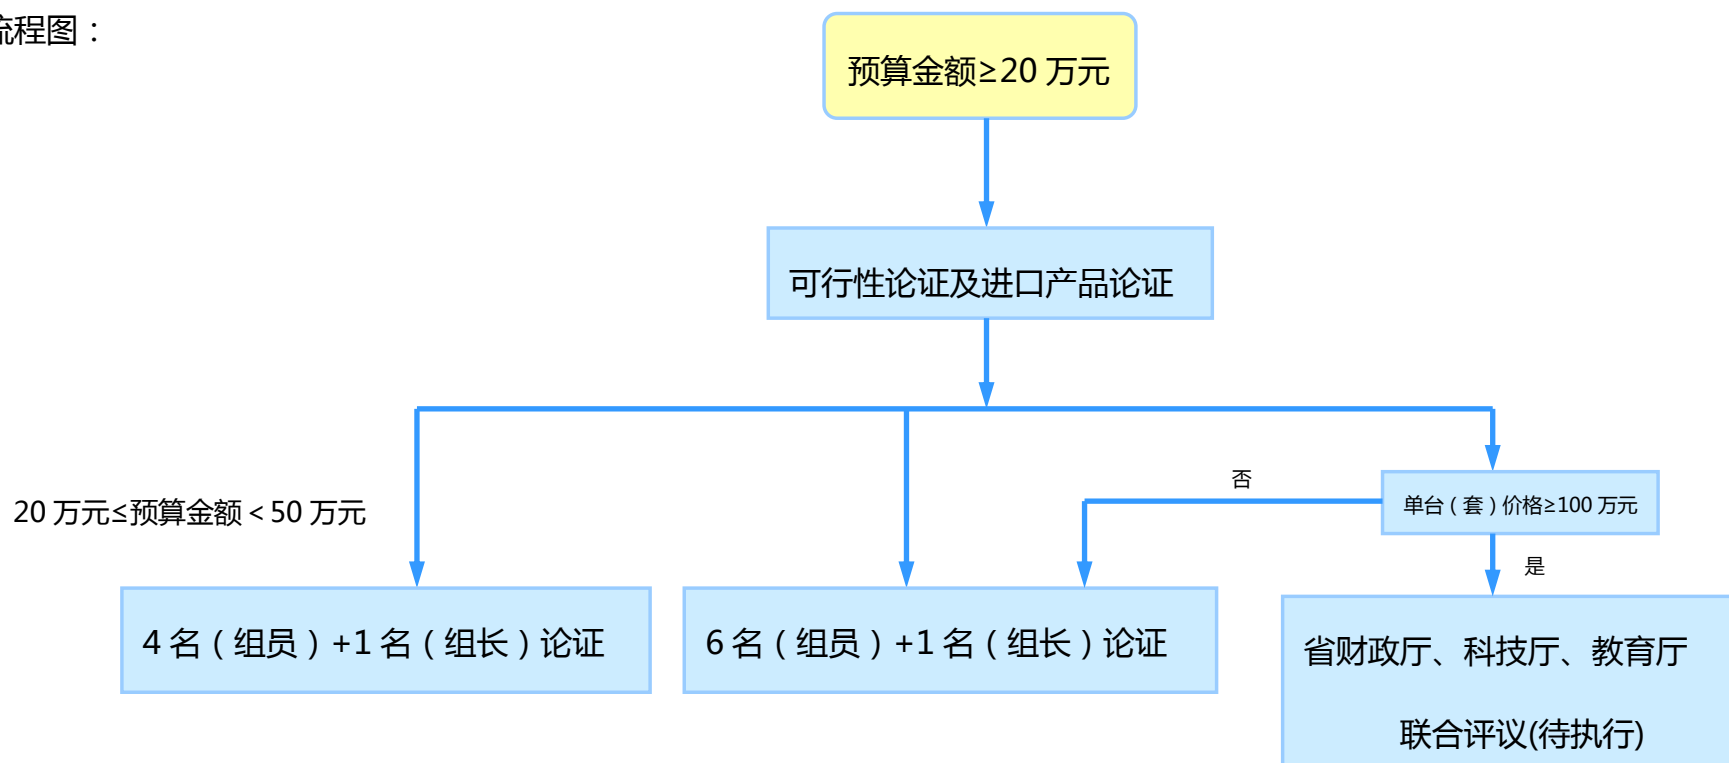 流程图：
预算金额≥20 万元
可行性论证及进口产品论证
否
单台（套）价格≥100 万元
20 万元≤预算金额＜50 万元
是
4 名（组员）+1 名（组长）论证
6 名（组员）+1 名（组长）论证
省财政厅、科技厅、教育厅
联合评议(待执行)